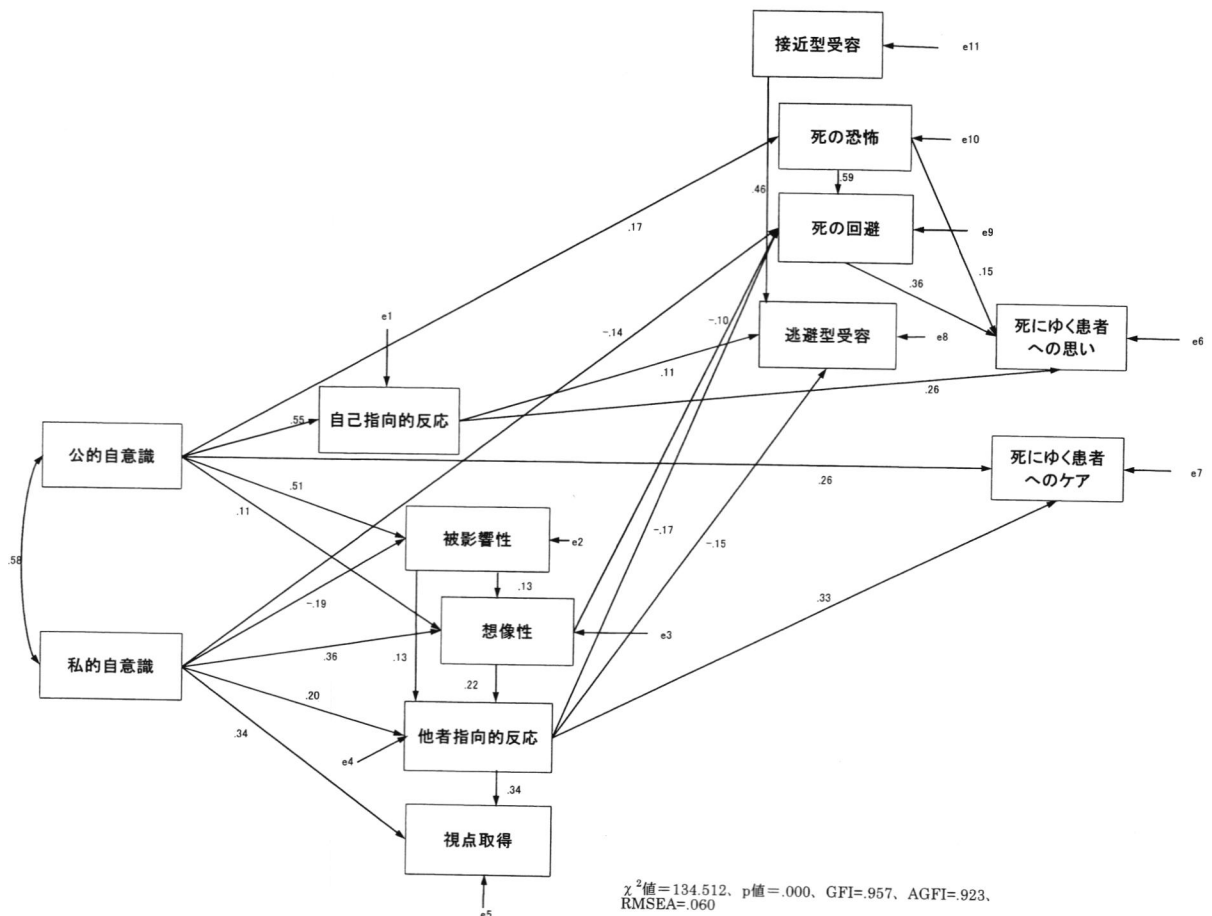 接近型受容
e11
死の恐怖
e10
.59
.46
.17
死の回避
e9
.15
.36
e1
-.14
-.10
逃避型受容
e8
死にゆく患者
への思い
e6
.11
自己指向的反応
.26
.55
公的自意識
死にゆく患者
へのケア
e7
.26
.51
.11
被影響性
e2
-.17
-.15
.58
.13
-.19
想像性
e3
.33
私的自意識
.36
.13
.22
.20
他者指向的反応
.34
e4
.34
視点取得
e5
χ²値=134.512、p値=.000、GFI=.957、AGFI=.923、
RMSEA=.060